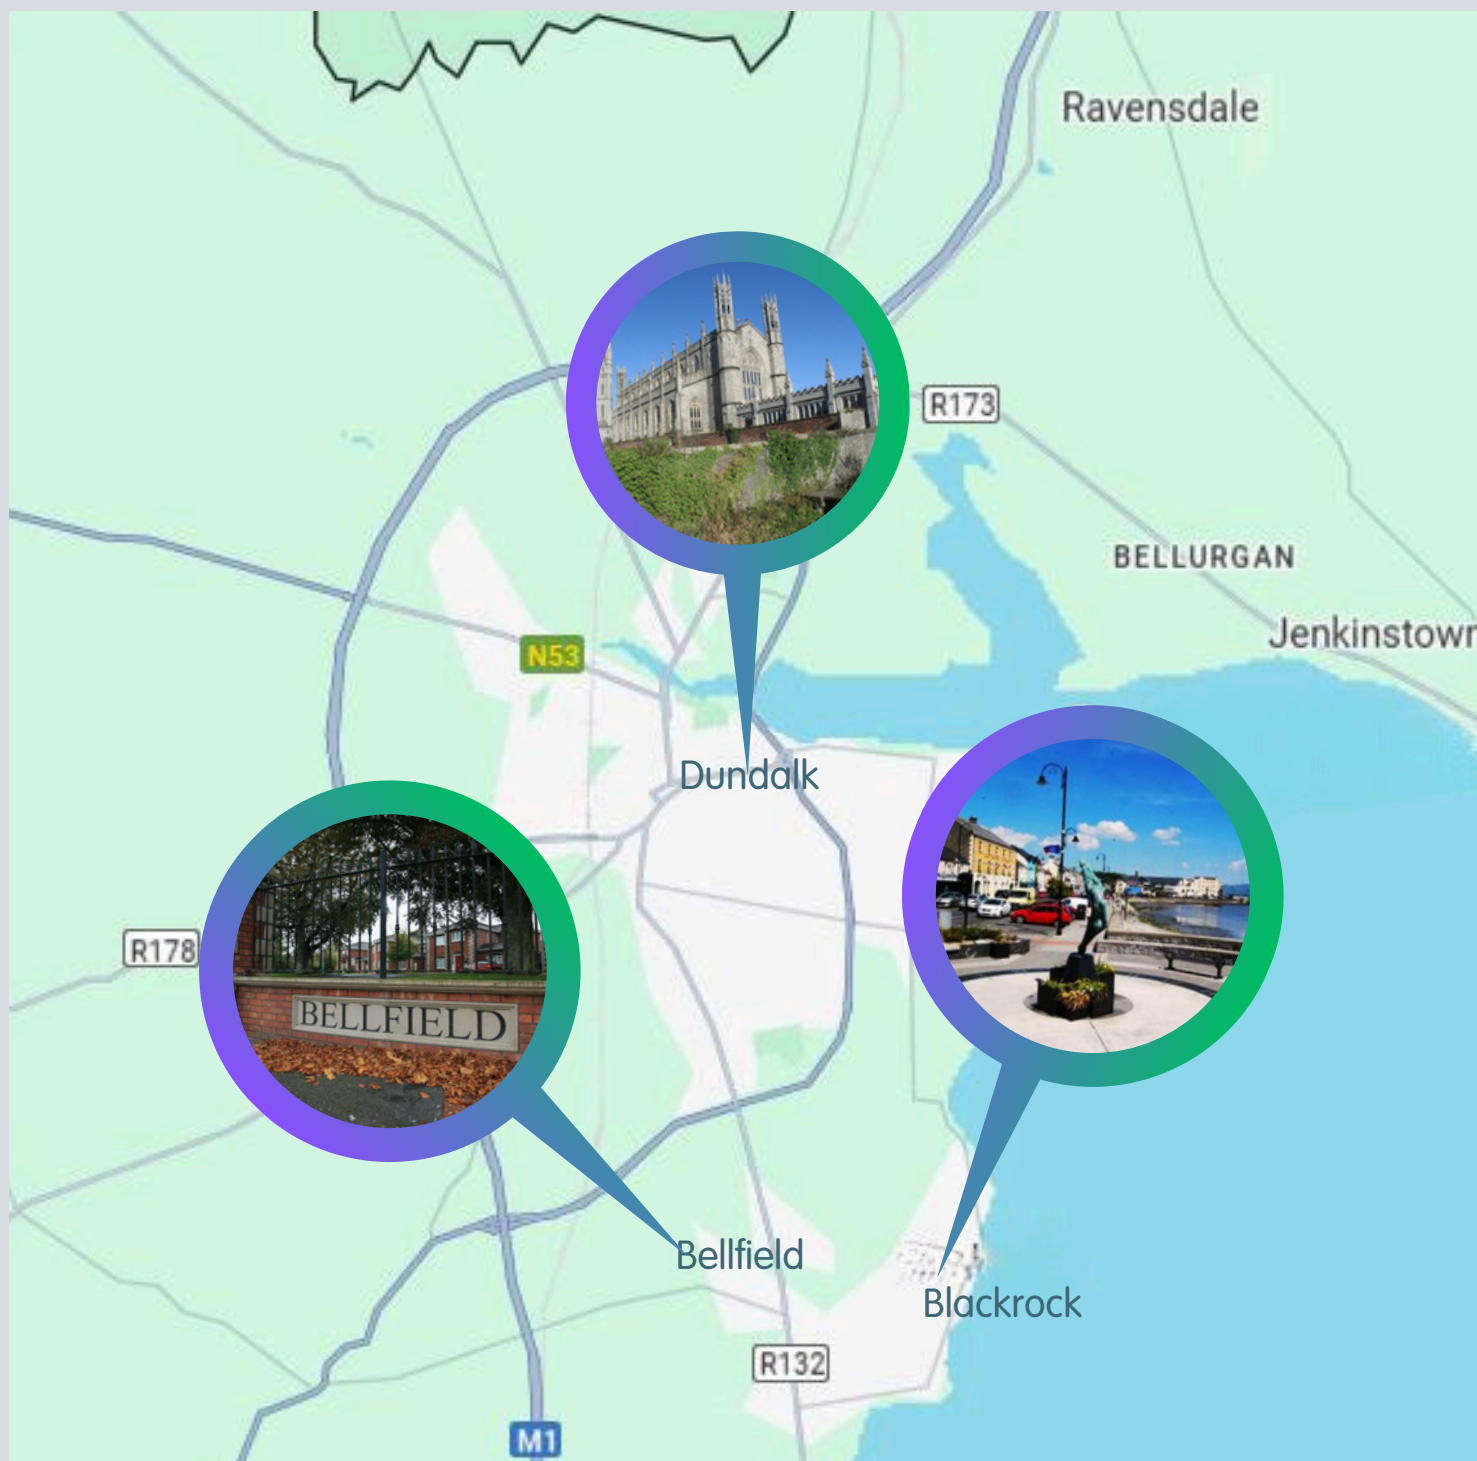 Ravensdale
R173
BELLURGAN
Jenkinstown
N53
Dundalk
R178
BELLFIELD
Bellfield
Blackrock
R132
M1